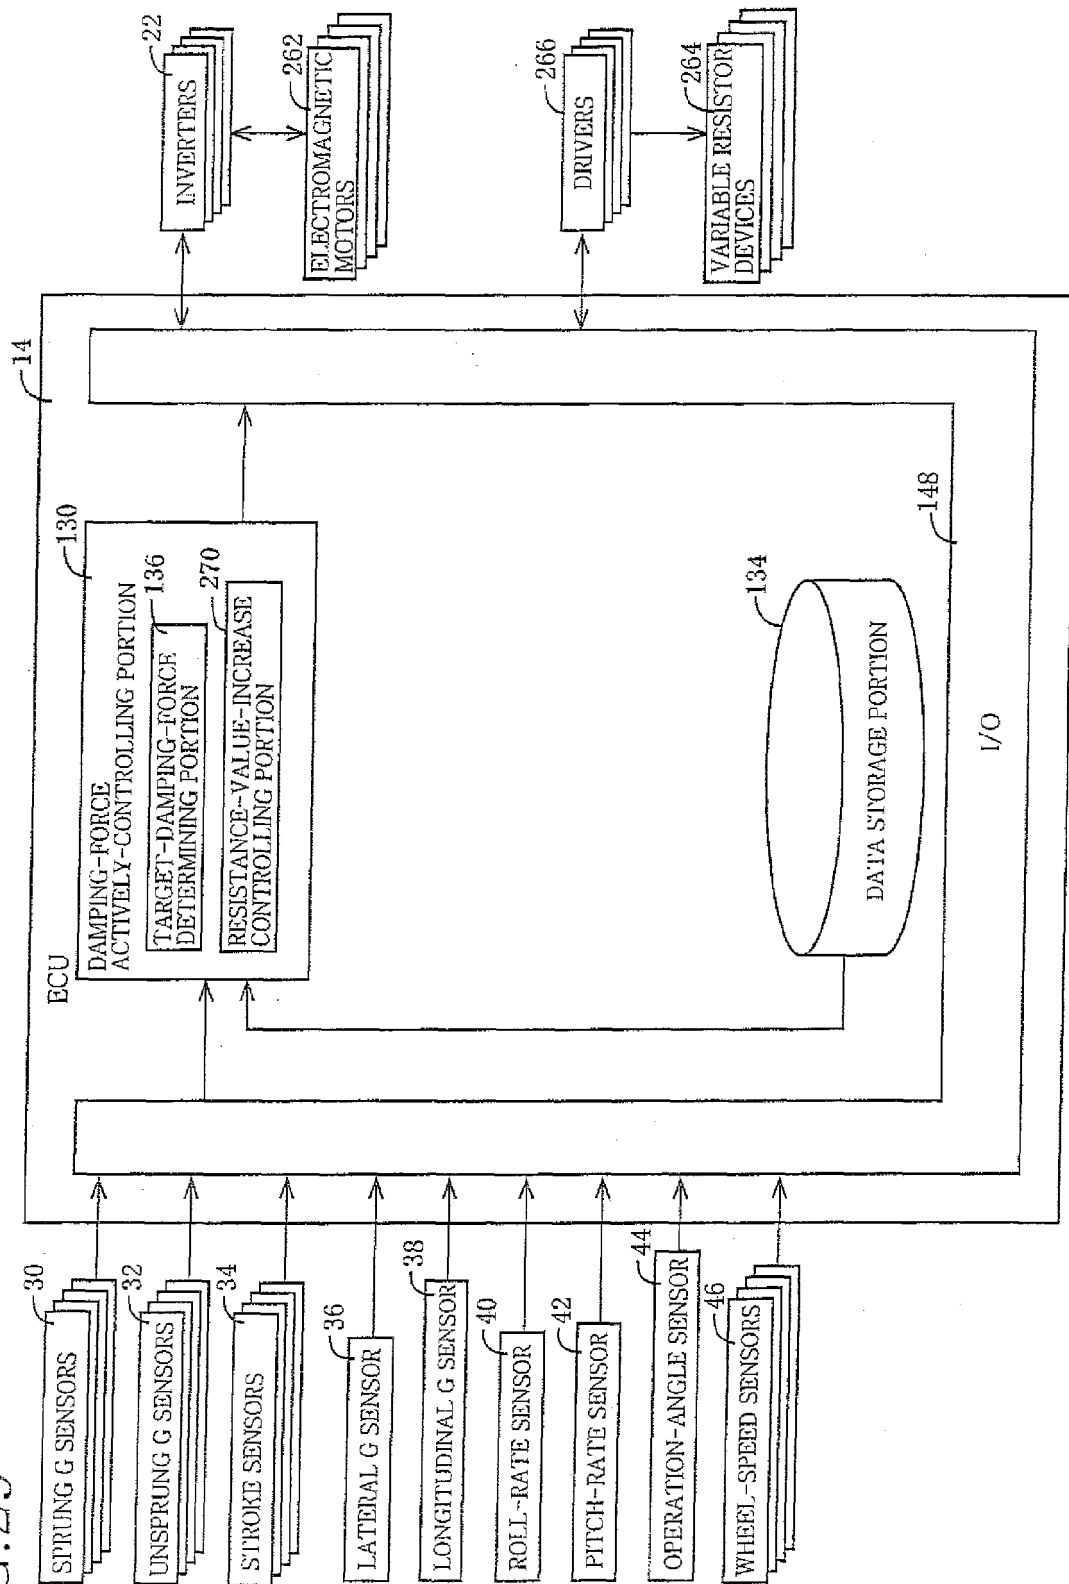 30
SPRUNG G SENSORS
32
UNSPRUNG G SENSORS
34
STROKE SENSORS
36
LATERAL G SENSOR
38
LONGITUDINAL G SENSOR
40
ROLL-RATE SENSOR
42
PITCH-RATE SENSOR
44
OPERATION-ANGLE SENSOR
46
WHEEL-SPEED SENSORS
14
ECU
130
DAMPING-FORCE
ACTIVELY-CONTROLLING PORTION
136
TARGET-DAMPING-FORCE
DETERMINING PORTION
270
RESISTANCE-VALUE-INCREASE
CONTROLLING PORTION
134
DATA STORAGE PORTION
148
I/O
22
INVERTERS
262
ELECTROMAGNETIC
MOTORS
266
DRIVERS
264
VARIABLE RESISTOR
DEVICES